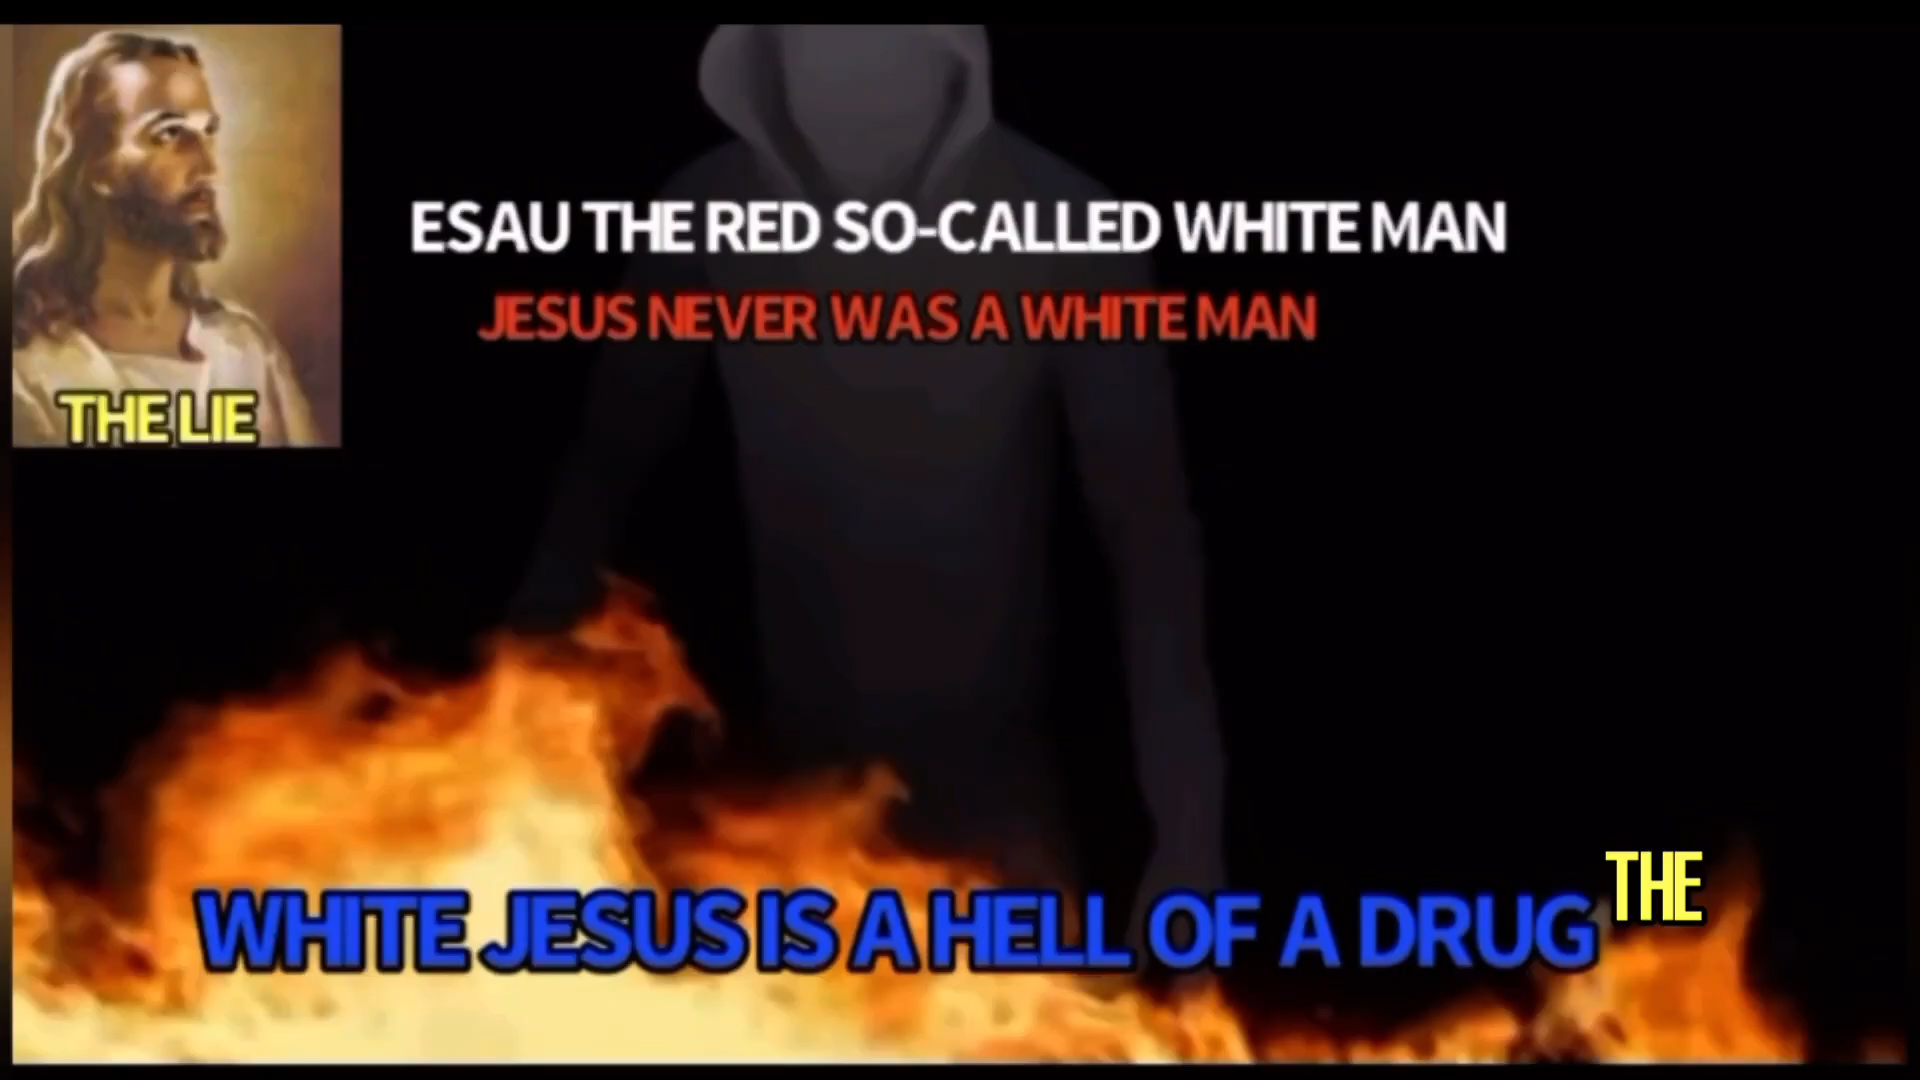 ESAU THE RED SO-CALLED WHITE MAN
JESUS NEVER WAS A WHITE MAN
THE LIE
THE
WHITE JESUS IS A HELL OF A DRUG